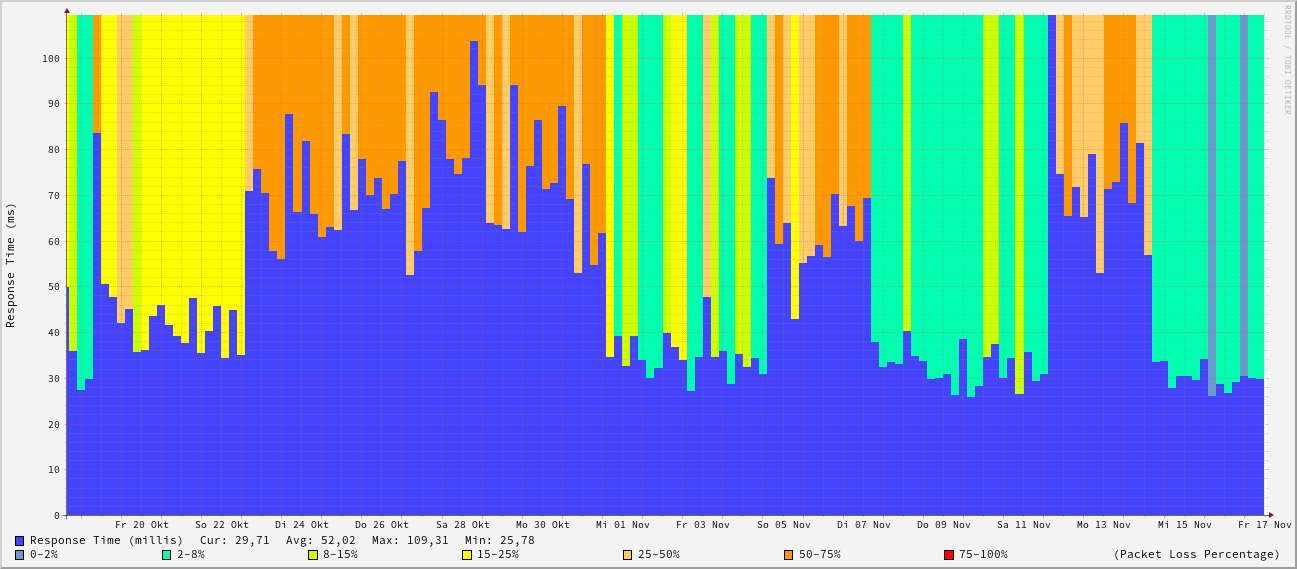 RRDTOOL / TOBI OETIKER
Response Time (ms)
100
90
80
70
60
50
40
30
20
10
0
Fr 20 Okt So 22 Okt Di 24 Okt Do 26 Okt Sa 28 Okt Mo 30 Okt Mi 01 Nov Fr 03 Nov So 05 Nov Di 07 Nov Do 09 Nov Sa 11 Nov Mo 13 Nov Mi 15 Nov Fr 17 Nov
Response Time (millis) Cur: 29,71 Avg: 52,02 Max: 109,31 Min: 25,78
0-2% 2-8% 8-15% 15-25% 25-50% 50-75% 75-100% (Packet Loss Percentage)